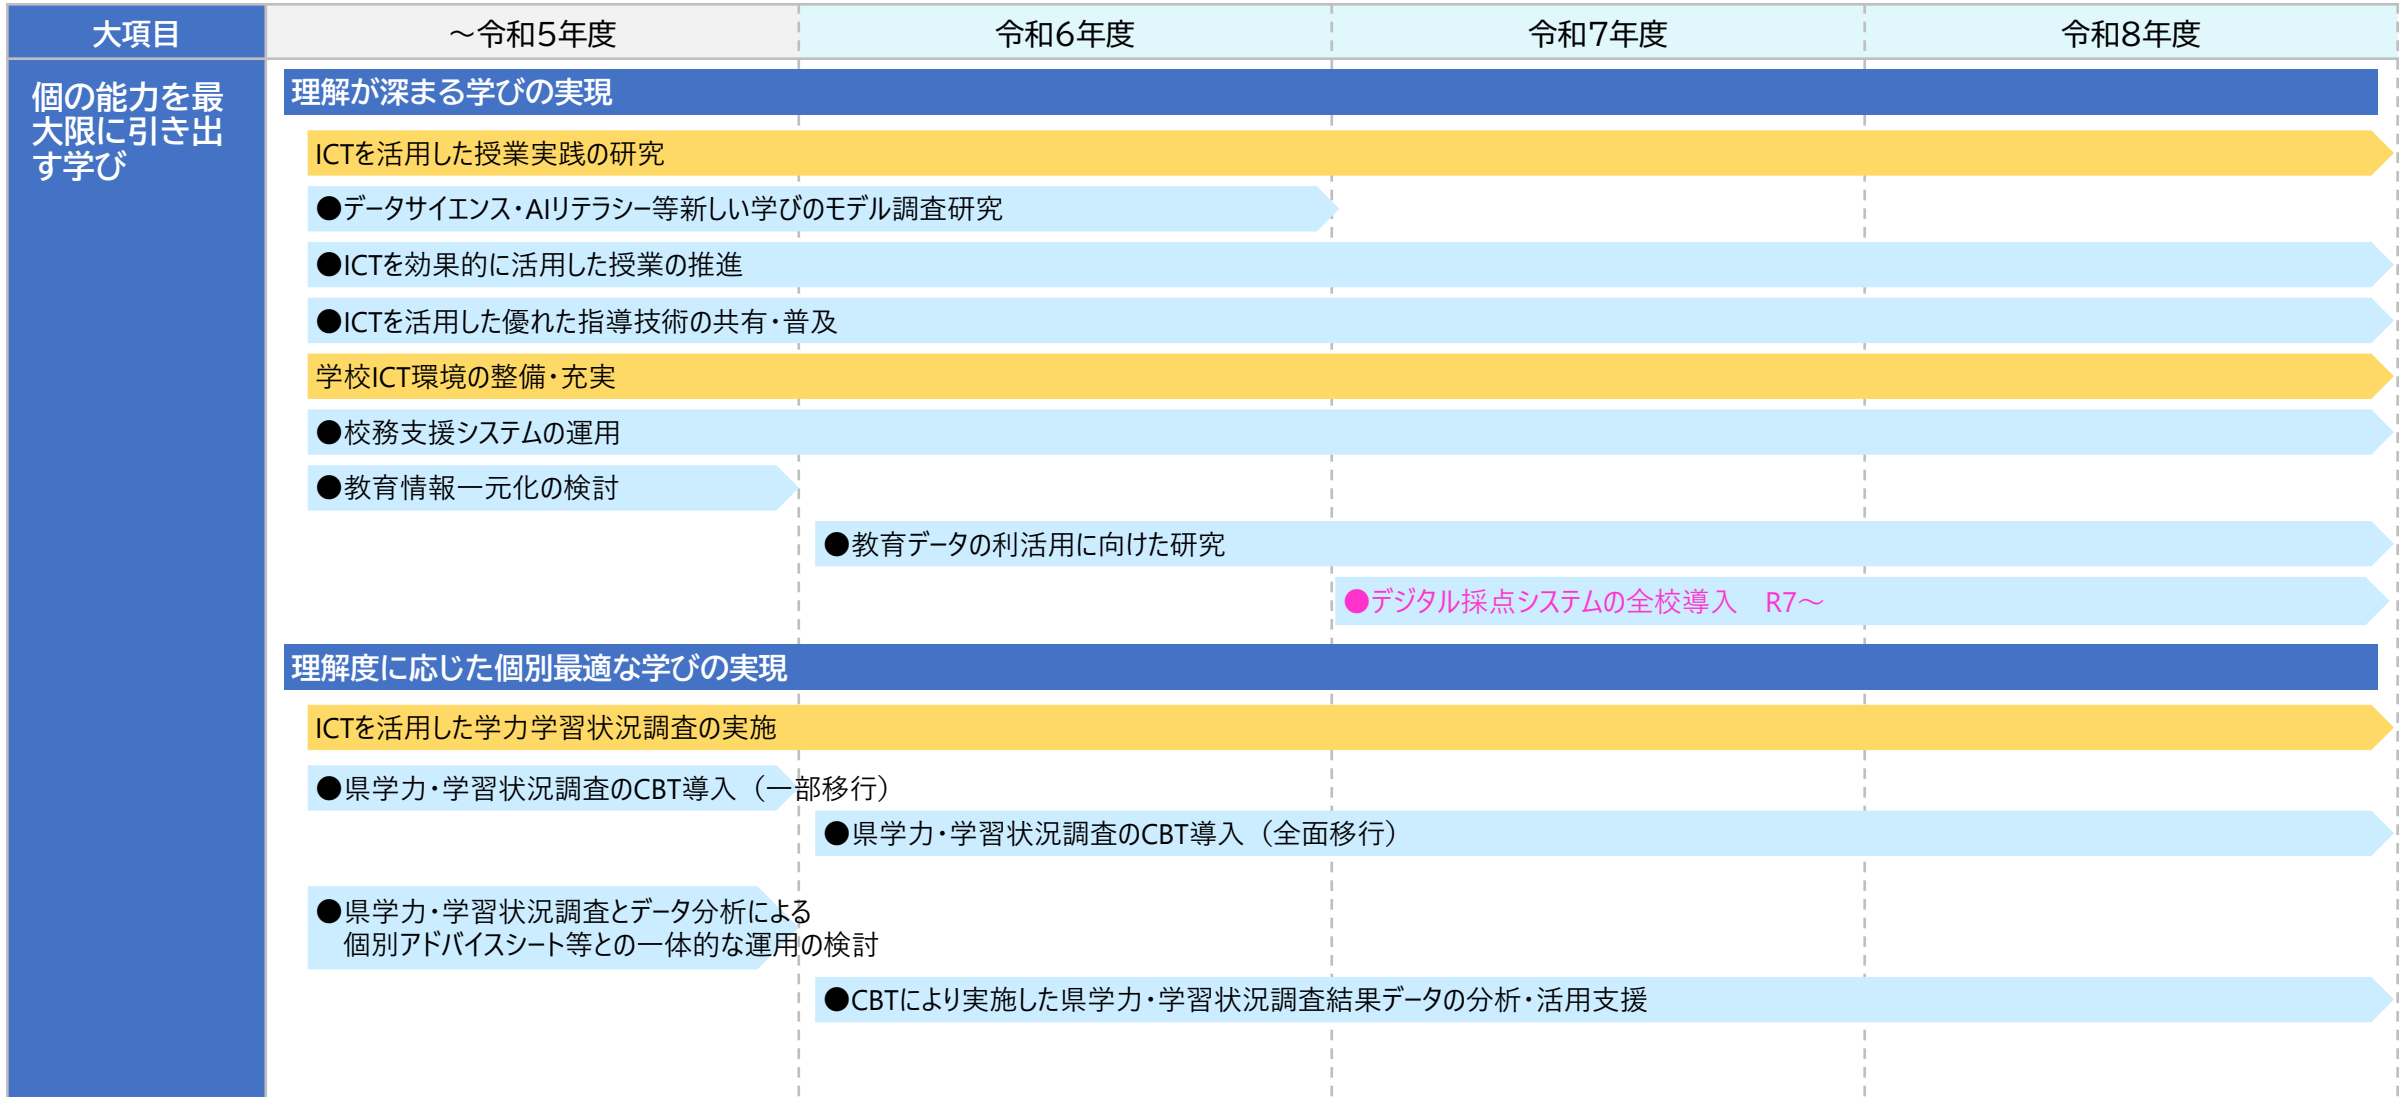 大項目
～令和5年度
令和6年度
令和7年度
令和8年度
個の能力を最
大限に引き出
す学び
理解が深まる学びの実現
ICTを活用した授業実践の研究
●データサイエンス・AIリテラシー等新しい学びのモデル調査研究
●ICTを効果的に活用した授業の推進
●ICTを活用した優れた指導技術の共有・普及
学校ICT環境の整備・充実
●校務支援システムの運用
●教育情報一元化の検討
●教育データの利活用に向けた研究
●デジタル採点システムの全校導入　R7～
理解度に応じた個別最適な学びの実現
ICTを活用した学力学習状況調査の実施
●県学力・学習状況調査のCBT導入（一部移行）
●県学力・学習状況調査のCBT導入（全面移行）
●県学力・学習状況調査とデータ分析による
個別アドバイスシート等との一体的な運用の検討
●CBTにより実施した県学力・学習状況調査結果データの分析・活用支援